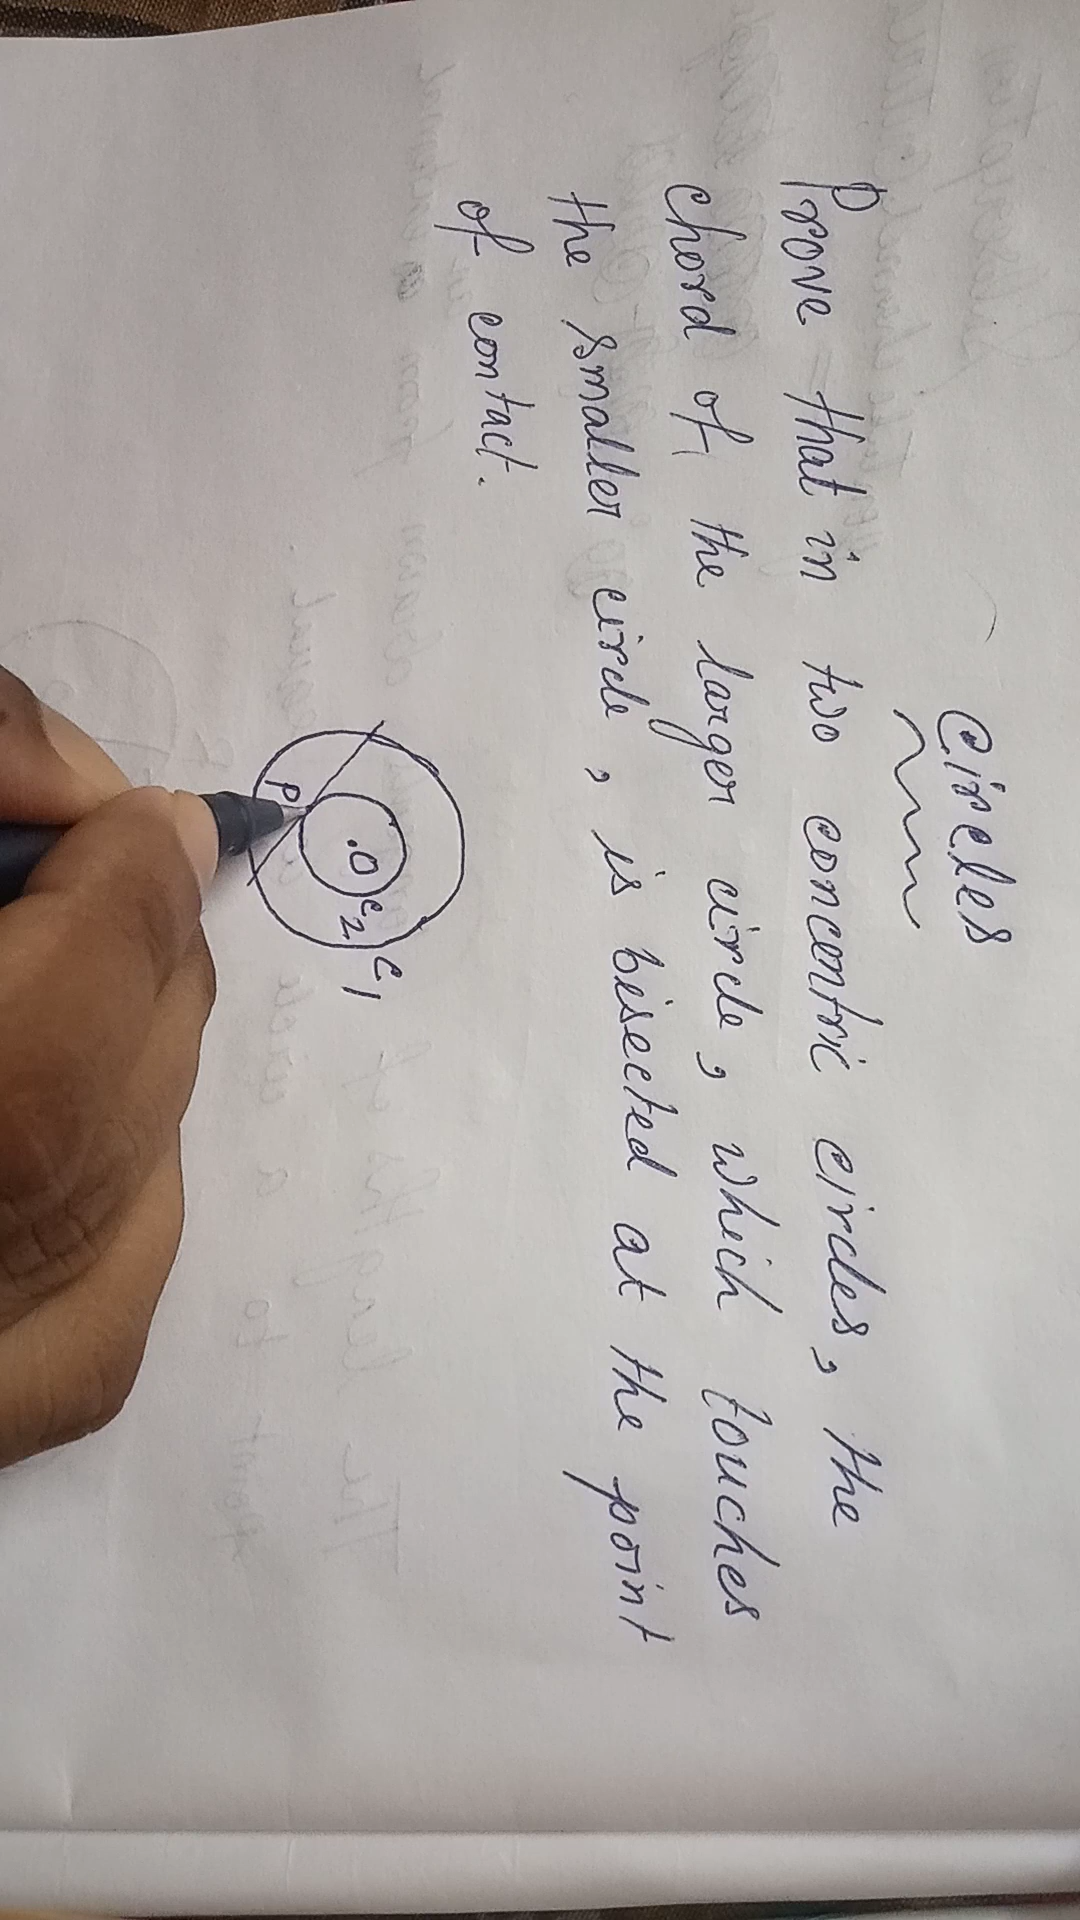 Circles
Prove that in two concentric circles, the
chord of the larger circle, which touches
the smaller circle, is bisected at the point
of contact.
P
.O
C2
C1